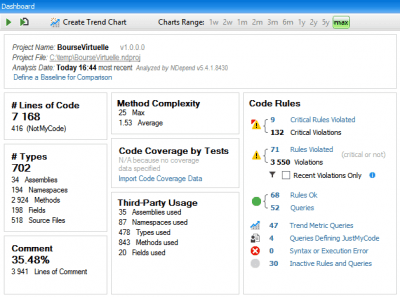 Dashboard
Create Trend Chart Charts Range: 1w 2w 1m 2m 3m 6m 1y 2y 5y max
Project Name: BourseVirtuelle v1.0.0.0
Project File: C:\temp\BourseVirtuelle.ndproj
Analysis Date: Today 16:44 most recent Analyzed by NDepend v5.4.1.8430
Define a Baseline for Comparison
# Lines of Code
7 168
416 (NotMyCode)
# Types
702
34 Assemblies
194 Namespaces
2 924 Methods
198 Fields
518 Source Files
Comment
35.48%
3 941 Lines of Comment
Method Complexity
25 Max
1.53 Average
Code Coverage by Tests
N/A because no coverage
data specified
Import Code Coverage Data
Third-Party Usage
35 Assemblies used
87 Namespaces used
478 Types used
843 Methods used
20 Fields used
Code Rules
9 Critical Rules Violated
132 Critical Violations
71 Rules Violated (critical or not)
3 550 Violations
Recent Violations Only
68 Rules Ok
52 Queries
47 Trend Metric Queries
4 Queries Defining JustMyCode
0 Syntax or Execution Error
30 Inactive Rules and Queries